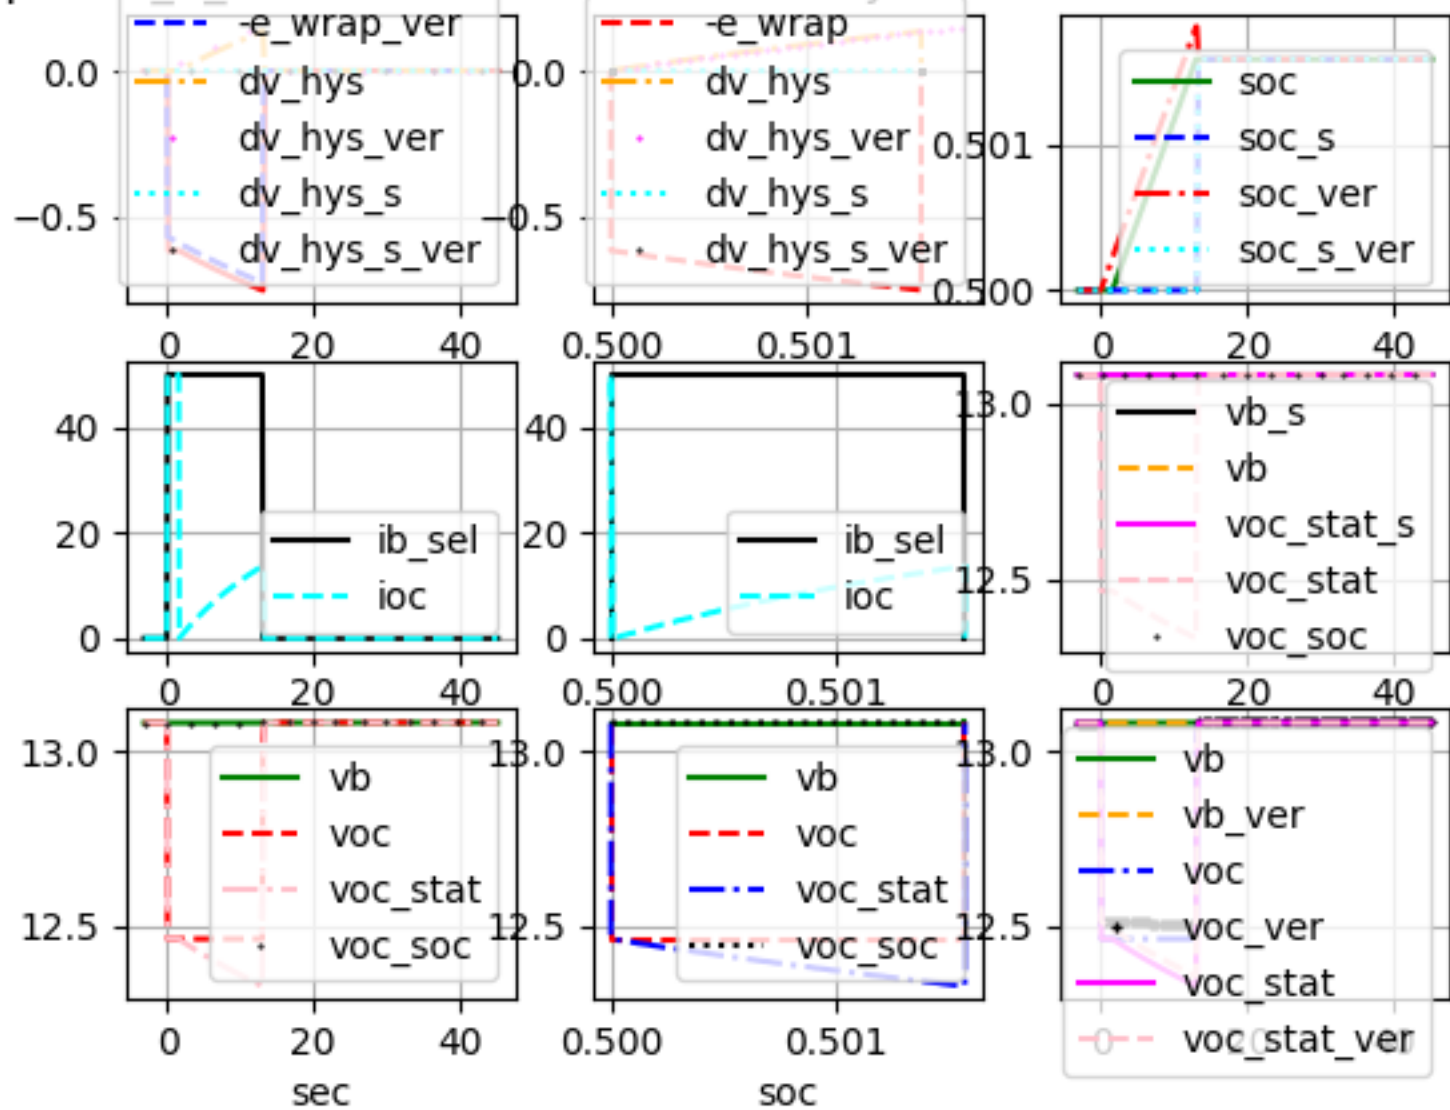 -e_wrap_ver
dv_hys
dv_hys_ver
dv_hys_s
dv_hys_s_ver
0.0
−0.5
0 20 40
-e_wrap
dv_hys
dv_hys_ver
dv_hys_s
dv_hys_s_ver
0.0
−0.5
0.500 0.501
soc
soc_s
soc_ver
soc_s_ver
0.501
0.500
0 20 40
40
20
0
ib_sel
ioc
0 20 40
40
20
0
ib_sel
ioc
0.500 0.501
13.0
12.5
vb_s
vb
voc_stat_s
voc_stat
voc_soc
0 20 40
13.0
12.5
vb
voc
voc_stat
voc_soc
0 20 40
sec
13.0
12.5
vb
voc
voc_stat
voc_soc
0.500 0.501
soc
13.0
12.5
vb
vb_ver
voc
voc_ver
voc_stat
voc_stat_ver
0 20 40